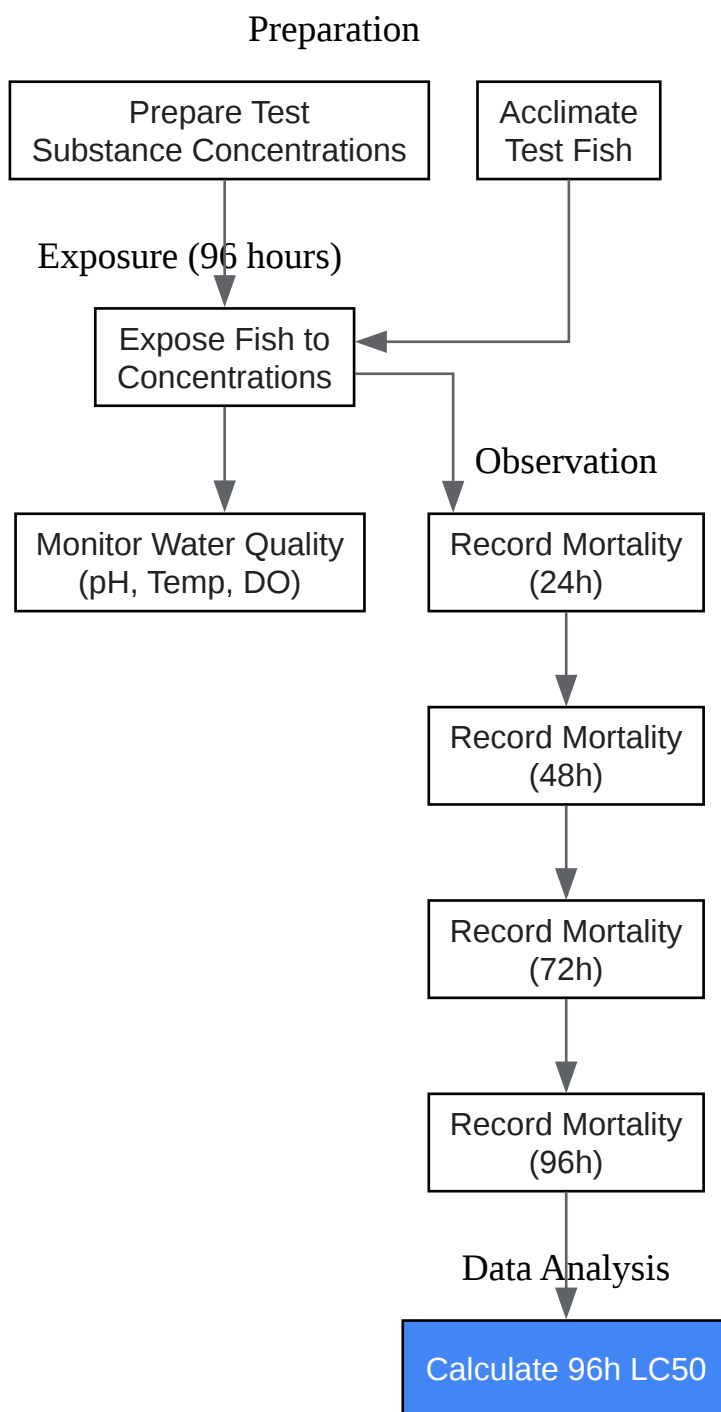 Preparation
Prepare Test
Substance Concentrations
Acclimate
Test Fish
Exposure (96 hours)
Expose Fish to
Concentrations
Observation
Monitor Water Quality
(pH, Temp, DO)
Record Mortality
(24h)
Record Mortality
(48h)
Record Mortality
(72h)
Record Mortality
(96h)
Data Analysis
Calculate 96h LC50